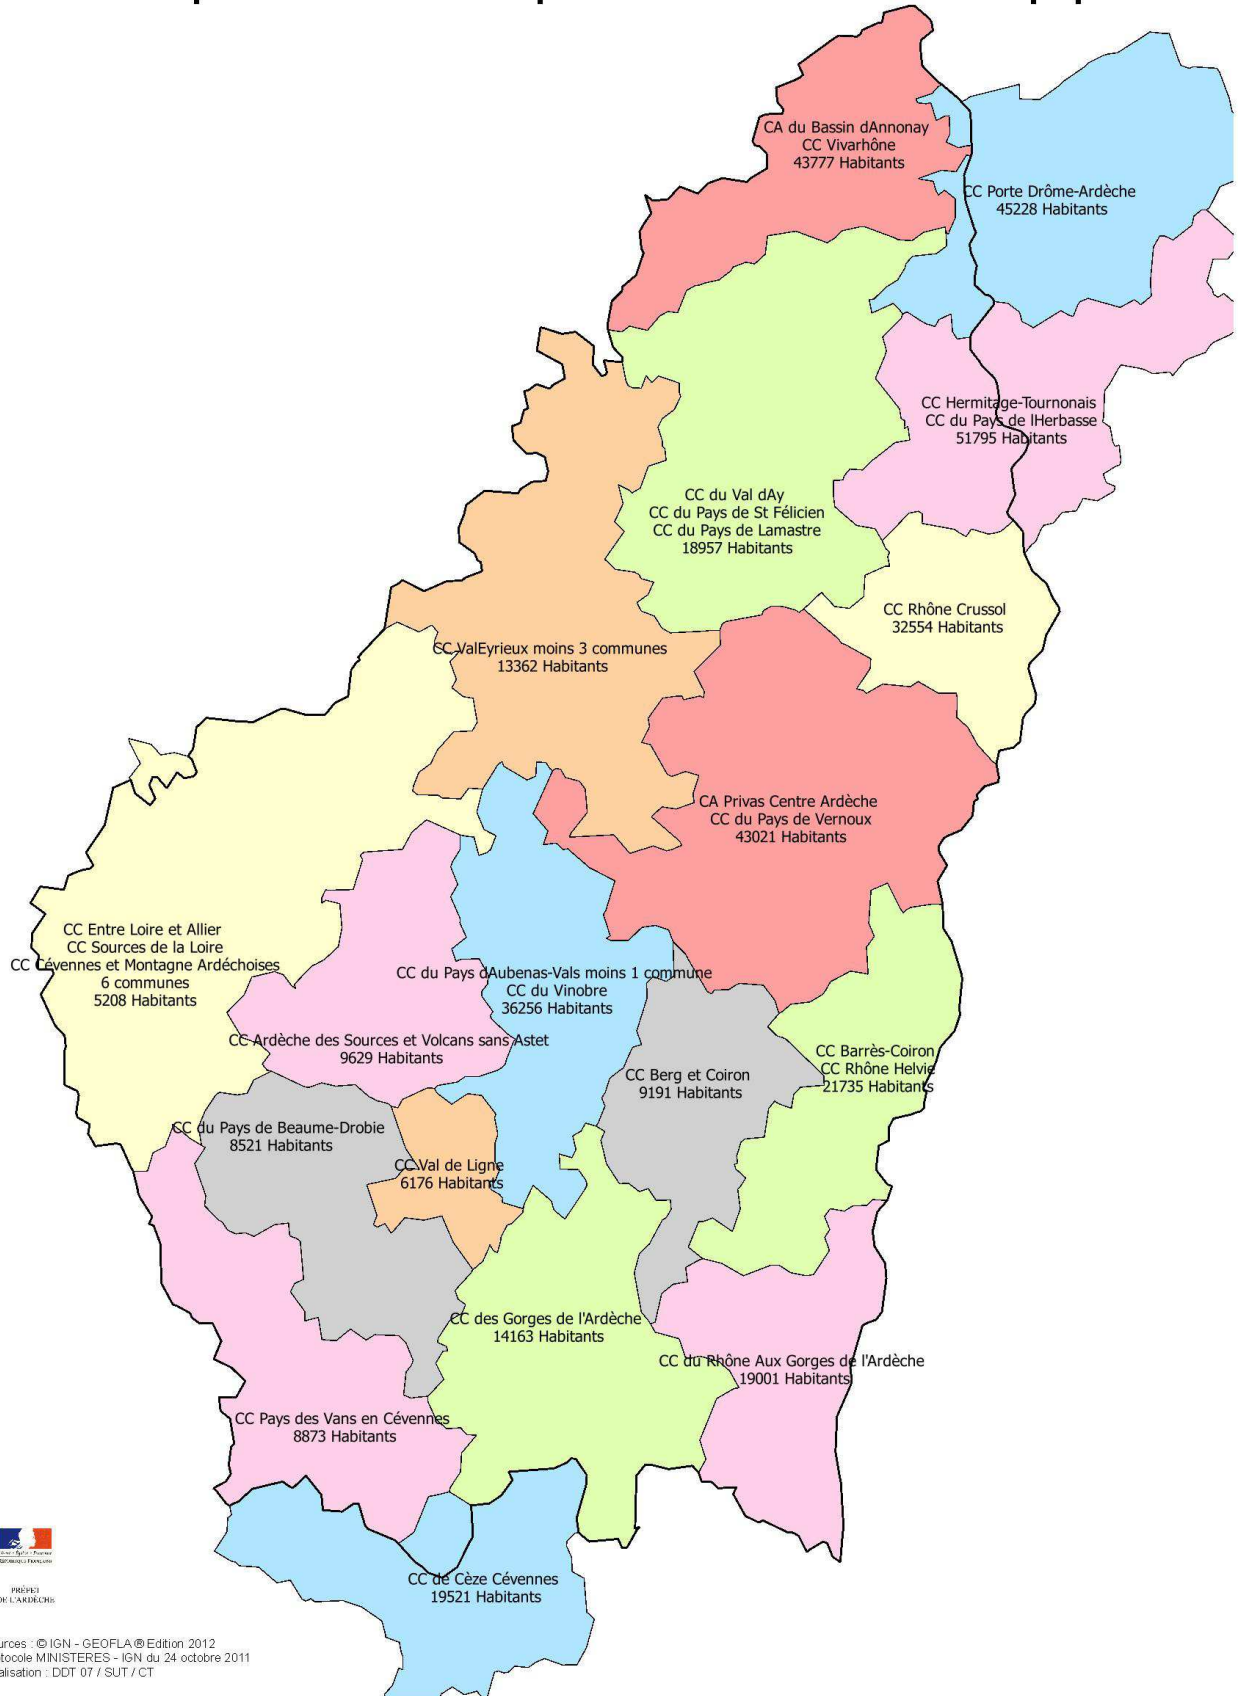 CA du Bassin dAnnonay
CC Vivarhône
43777 Habitants
CC Porte Drôme-Ardèche
45228 Habitants
CC Hermitage-Tournonais
CC du Pays de lHerbasse
51795 Habitants
CC du Val dAy
CC du Pays de St Félicien
CC du Pays de Lamastre
18957 Habitants
CC Rhône Crussol
32554 Habitants
CC ValEyrieux moins 3 communes
13362 Habitants
CA Privas Centre Ardèche
CC du Pays de Vernoux
43021 Habitants
CC Entre Loire et Allier
CC Sources de la Loire
CC Cévennes et Montagne Ardéchoises
6 communes
5208 Habitants
CC du Pays dAubenas-Vals moins 1 commune
CC du Vinobre
36256 Habitants
CC Ardèche des Sources et Volcans sans Astet
9629 Habitants
CC Barrès-Coiron
CC Rhône Helvie
21735 Habitants
CC Berg et Coiron
9191 Habitants
CC du Pays de Beaume-Drobie
8521 Habitants
CC Val de Ligne
6176 Habitants
CC des Gorges de l'Ardèche
14163 Habitants
CC du Rhône Aux Gorges de l'Ardèche
19001 Habitants
CC Pays des Vans en Cévennes
8873 Habitants
CC de Cèze Cévennes
19521 Habitants
PRÉFET
DE L'ARDÈCHE
urces : © IGN - GEOFLA ® Edition 2012
tocole MINISTERES - IGN du 24 octobre 2011
alisation : DDT 07 / SUT / CT